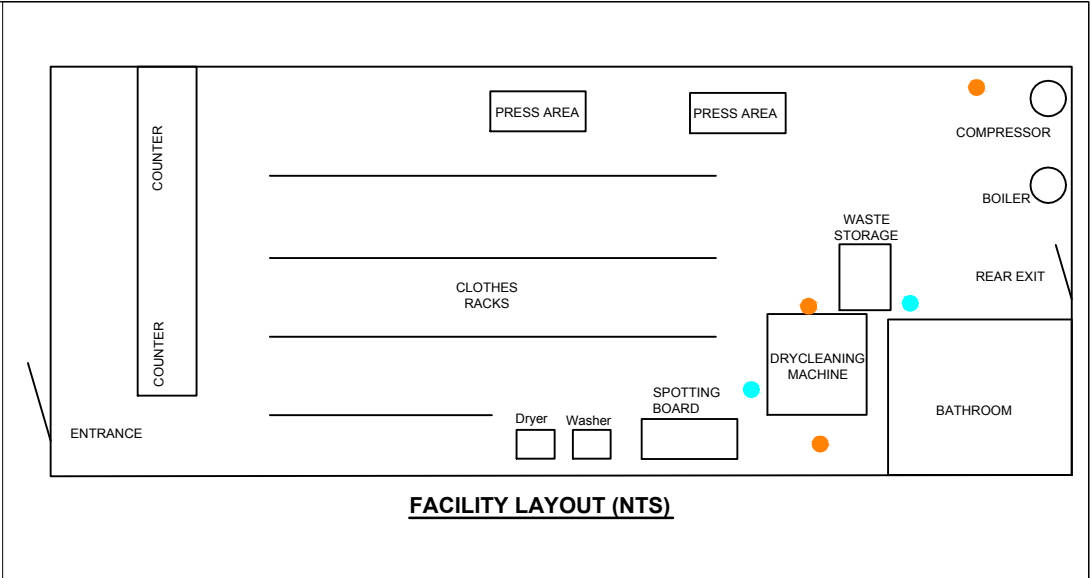 COUNTER
COUNTER
ENTRANCE
PRESS AREA
PRESS AREA
COMPRESSOR
BOILER
WASTE
STORAGE
REAR EXIT
CLOTHES
RACKS
DRYCLEANING
MACHINE
SPOTTING
BOARD
Dryer
Washer
BATHROOM
FACILITY LAYOUT (NTS)